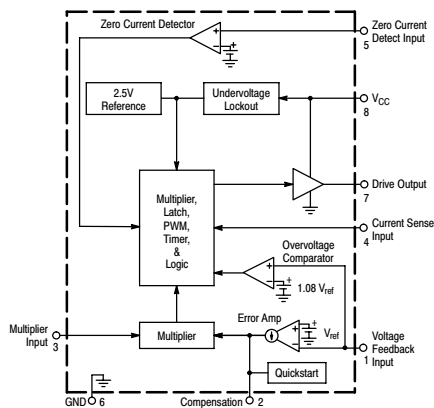 Zero Current Detector
Zero Current
Detect Input
5
2.5V
Reference
Undervoltage
Lockout
VCC
8
Multiplier,
Latch,
PWM,
Timer,
&
Logic
Drive Output
7
Current Sense
Input
4
Overvoltage
Comparator
1.08 Vref
Error Amp
Vref
Multiplier
Input
3
Multiplier
Voltage
Feedback
Input
1
Quickstart
GND
6
Compensation
2